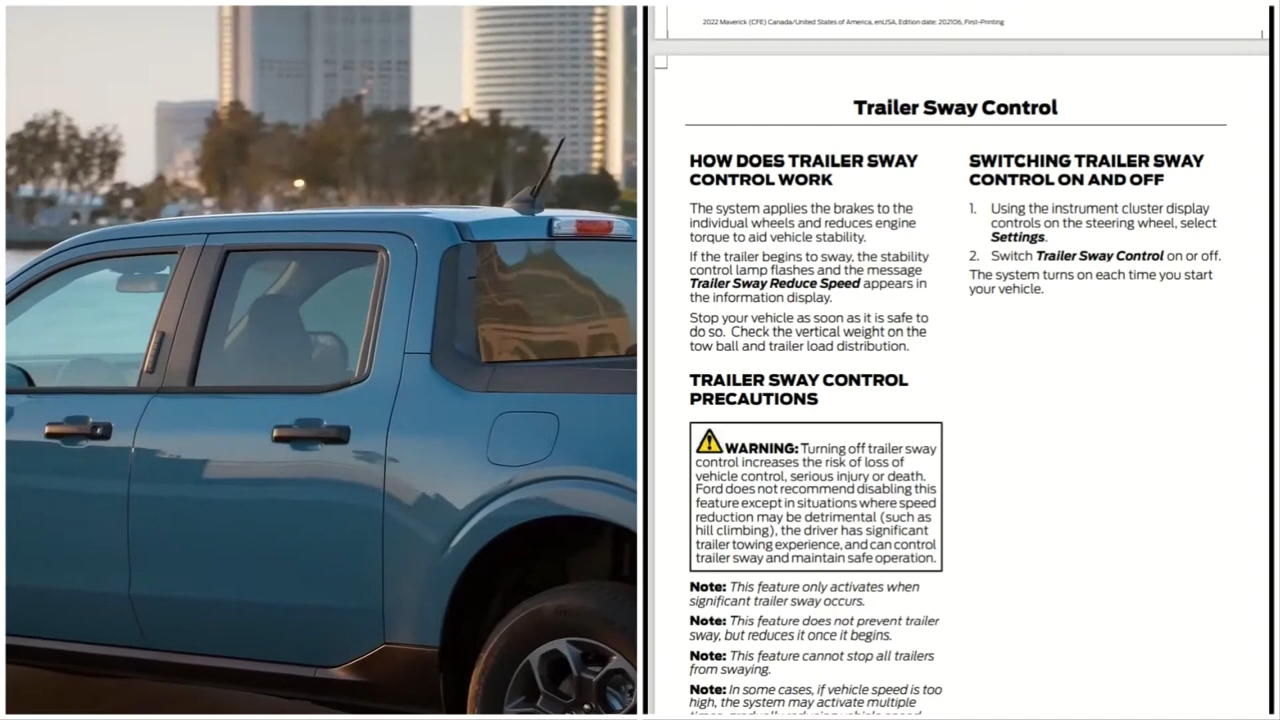 2022 Maverick (CFE) Canada/United States of America, enUSA, Edition date: 202106, First-Printing
Trailer Sway Control
HOW DOES TRAILER SWAY
CONTROL WORK
The system applies the brakes to the
individual wheels and reduces engine
torque to aid vehicle stability.
If the trailer begins to sway, the stability
control lamp flashes and the message
Trailer Sway Reduce Speed appears in
the information display.
Stop your vehicle as soon as it is safe to
do so. Check the vertical weight on the
tow ball and trailer load distribution.
TRAILER SWAY CONTROL
PRECAUTIONS
WARNING: Turning off trailer sway
control increases the risk of loss of
vehicle control, serious injury or death.
Ford does not recommend disabling this
feature except in situations where speed
reduction may be detrimental (such as
hill climbing), the driver has significant
trailer towing experience, and can control
trailer sway and maintain safe operation.
Note: This feature only activates when
significant trailer sway occurs.
Note: This feature does not prevent trailer
sway, but reduces it once it begins.
Note: This feature cannot stop all trailers
from swaying.
Note: In some cases, if vehicle speed is too
high, the system may activate multiple
SWITCHING TRAILER SWAY
CONTROL ON AND OFF
1. Using the instrument cluster display
controls on the steering wheel, select
Settings.
2. Switch Trailer Sway Control on or off.
The system turns on each time you start
your vehicle.